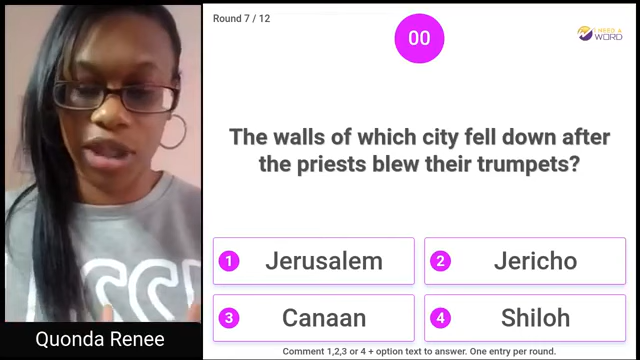 Round 7 / 12
00
I NEED A
WORD
The walls of which city fell down after
the priests blew their trumpets?
1 Jerusalem
2 Jericho
3 Canaan
4 Shiloh
Comment 1,2,3 or 4 + option text to answer. One entry per round.
Quonda Renee